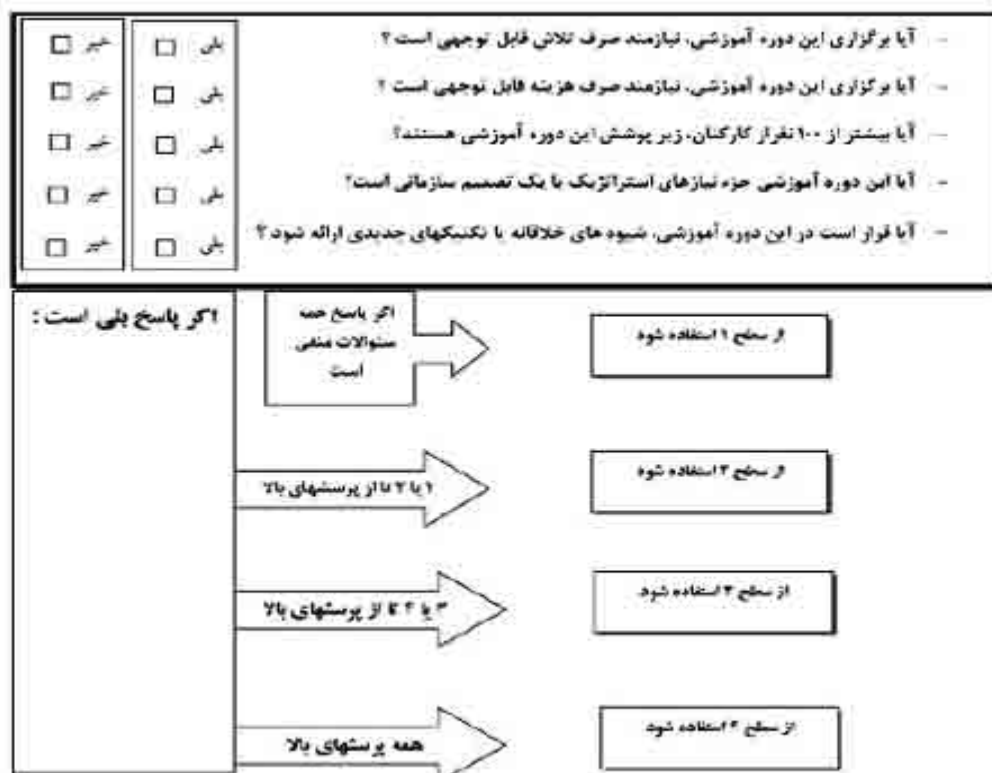 - آیا برگزاری این دوره آموزشی، نیازمند صرف تلاش قابل توجهی است؟ بلی □ خیر □
- آیا برگزاری این دوره آموزشی، نیازمند صرف هزینه قابل توجهی است ؟ بلی □ خیر □
- آیا بیشتر از ۱۰۰ نفراز کارکنان، زیر پوشش این دوره آموزشی هستند؟ بلی □ خیر □
- آیا این دوره آموزشی جزء نیازهای استراتژیک یا یک تصمیم سازمانی است؟ بلی □ خیر □
- آیا قرار است در این دوره آموزشی، شیوه های خلاقانه یا تکنیکهای جدیدی ارائه شود؟ بلی □ خیر □
اگر پاسخ بلی است :
اگر پاسخ همه
سئوالات منفی
است
از سطح ۱ استفاده شود
۱ یا ۲ تا از پرسشهای بالا
از سطح ۲ استفاده شود
۳ یا ۴ تا از پرسشهای بالا
از سطح ۳ استفاده شود.
همه پرسشهای بالا
از سطح ۴ استفاده شود.